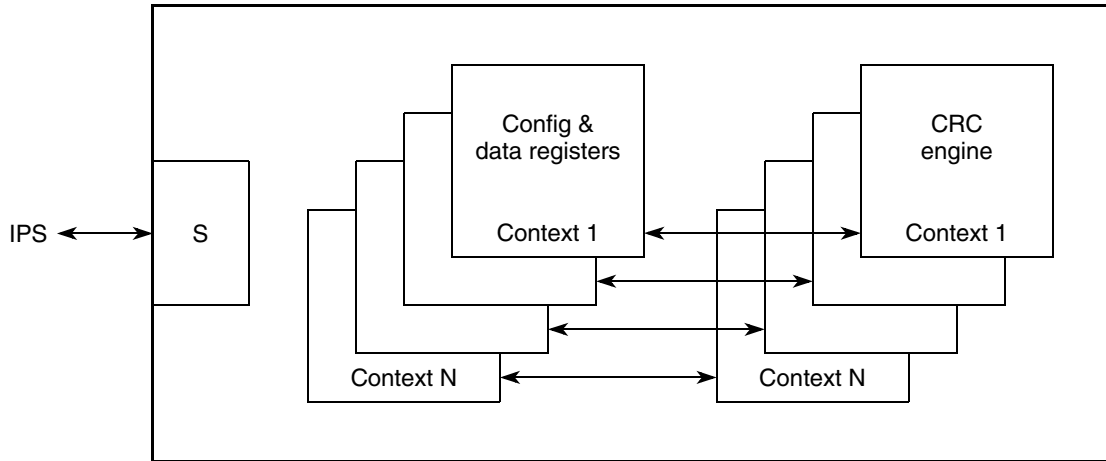 Config &
data registers
CRC
engine
IPS
S
Context 1
Context 1
Context N
Context N